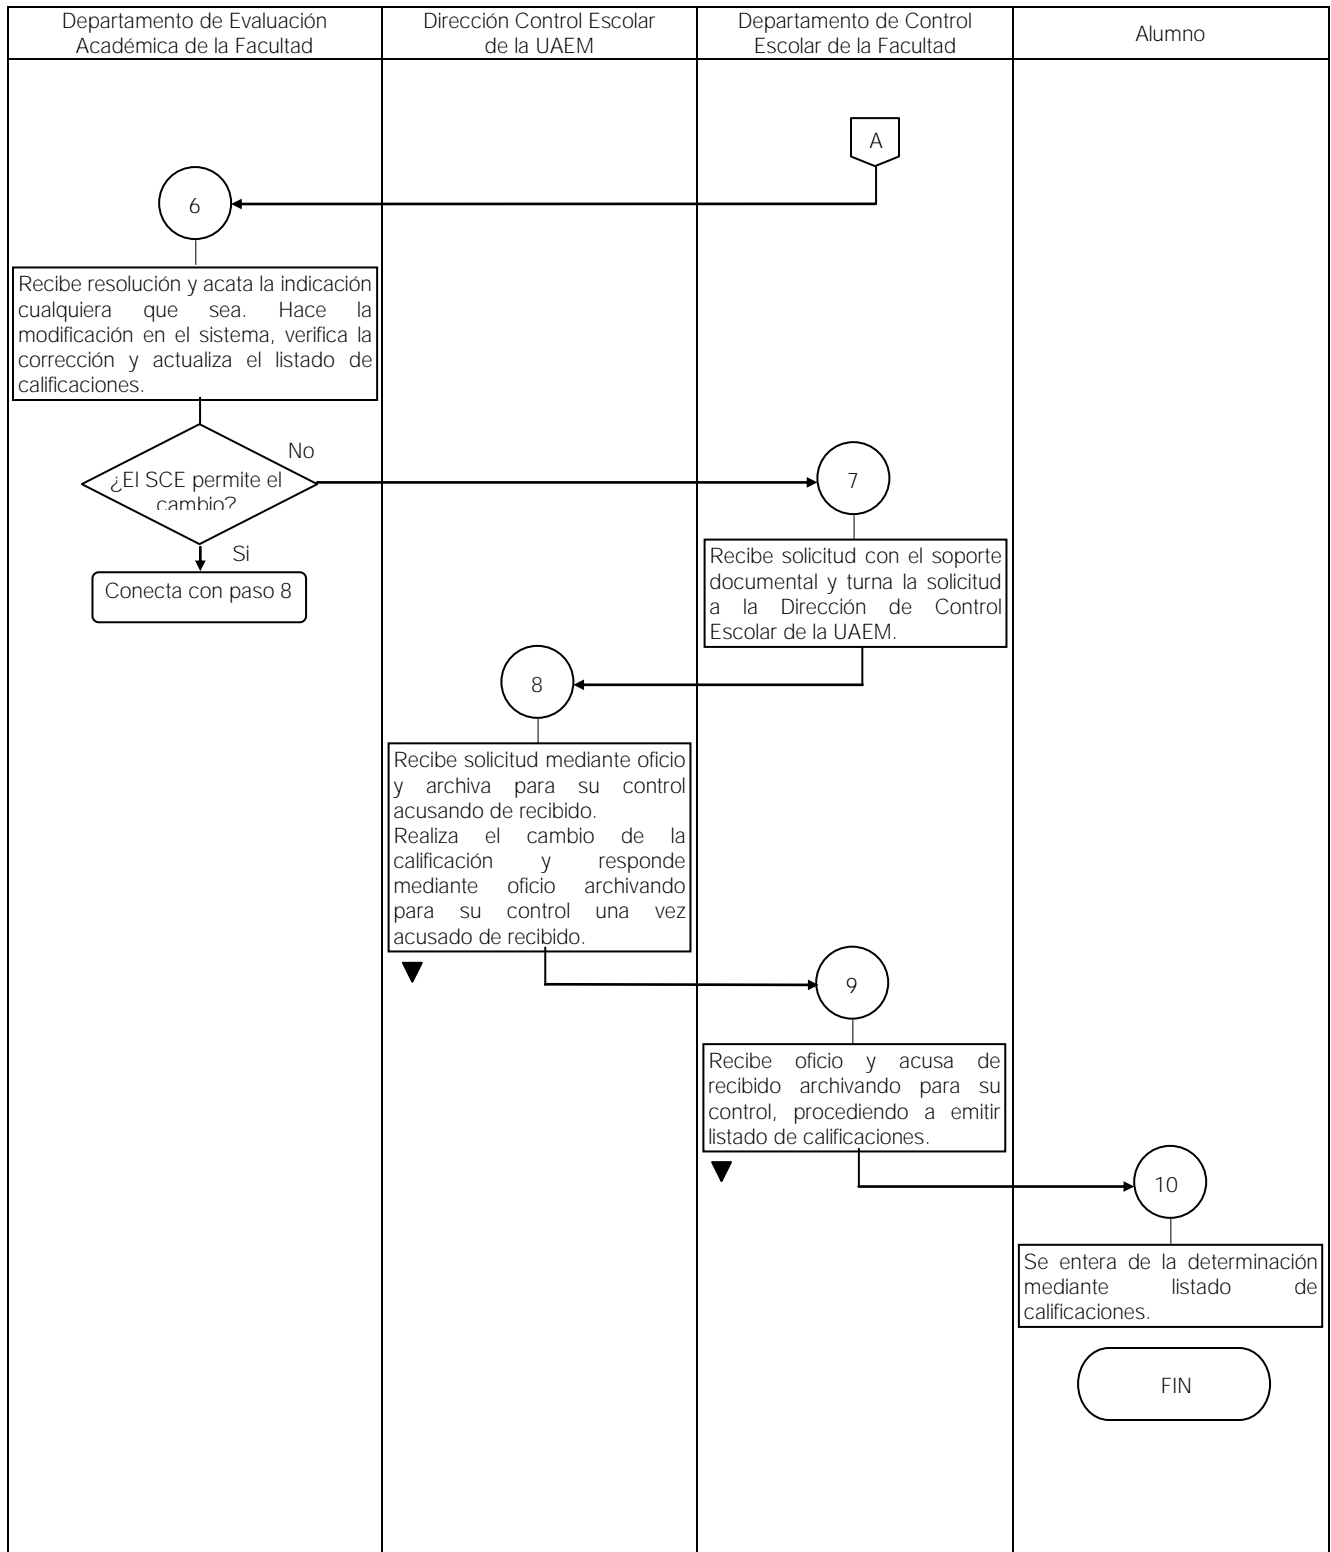 Departamento de Evaluación
Académica de la Facultad
Dirección Control Escolar
de la UAEM
Departamento de Control
Escolar de la Facultad
Alumno
A
6
Recibe resolución y acata la indicación
cualquiera que sea. Hace la
modificación en el sistema, verifica la
corrección y actualiza el listado de
calificaciones.
No
¿El SCE permite el
cambio?
Si
Conecta con paso 8
7
Recibe solicitud con el soporte
documental y turna la solicitud
a la Dirección de Control
Escolar de la UAEM.
8
Recibe solicitud mediante oficio
y archiva para su control
acusando de recibido.
Realiza el cambio de la
calificación y responde
mediante oficio archivando
para su control una vez
acusado de recibido.
9
Recibe oficio y acusa de
recibido archivando para su
control, procediendo a emitir
listado de calificaciones.
10
Se entera de la determinación
mediante listado de
calificaciones.
FIN